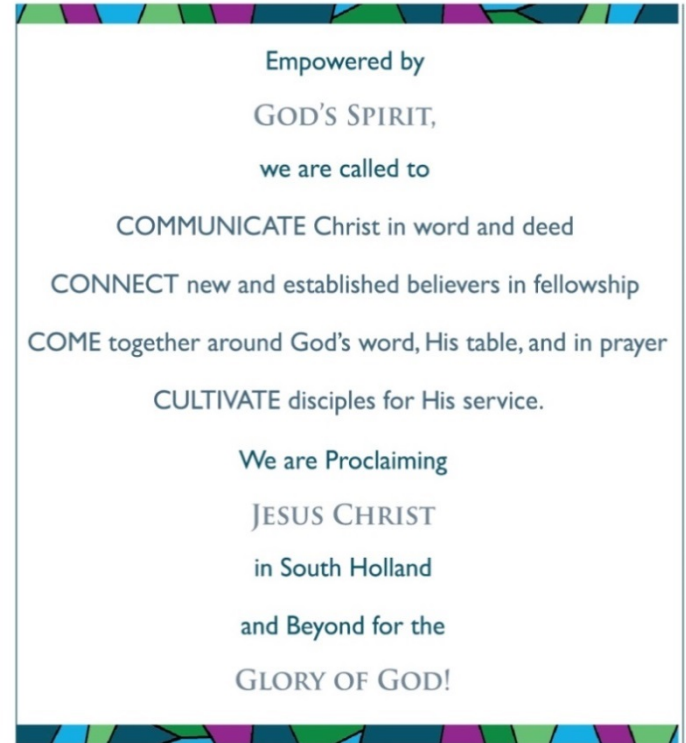 Empowered by
GOD'S SPIRIT,
we are called to
COMMUNICATE Christ in word and deed
CONNECT new and established believers in fellowship
COME together around God's word, His table, and in prayer
CULTIVATE disciples for His service.
We are Proclaiming
JESUS CHRIST
in South Holland
and Beyond for the
GLORY OF GOD!